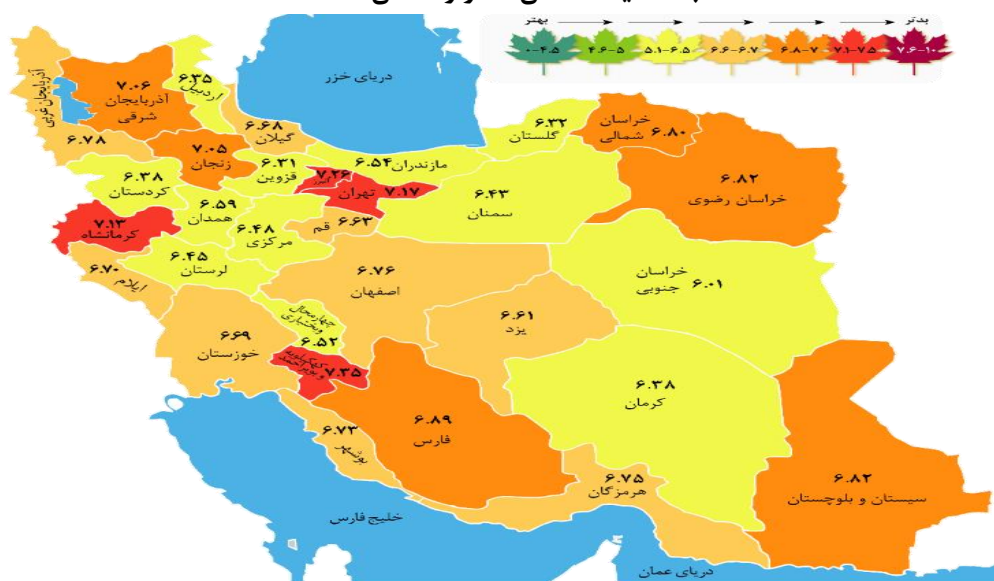 بهتر
بدتر
۰-۴.۵
۴.۶-۵
۵.۱-۶.۵
۶.۶-۶.۷
۶.۸-۷
۷.۱-۷.۵
۷.۶-۱۰
دریای خزر
آذربایجان غربی
۶.۷۸
۷.۰۶
آذربایجان
شرقی
۶.۳۵
اردبیل
۶.۶۸
گیلان
۷.۰۵
زنجان
۶.۳۱
قزوین
۷.۲۶
البرز
۶.۵۴ مازندران
تهران ۷.۱۷
۶.۳۲
گلستان
خراسان
شمالی ۶.۸۰
۶.۸۲
خراسان رضوی
۶.۴۳
سمنان
۶.۳۸
کردستان
۶.۵۹
همدان
۶.۴۸
مرکزی
قم ۶.۶۳
۷.۱۳
کرمانشاه
۶.۴۵
لرستان
۶.۷۰
ایلام
۶.۷۶
اصفهان
خراسان
جنوبی ۶.۰۱
۶.۶۱
یزد
چهارمحال
وبختیاری
۶.۵۲
۶.۶۹
خوزستان
کهکیلویه
و بویراحمد
۷.۳۵
۶.۳۸
کرمان
۶.۸۹
فارس
۶.۷۳
بوشهر
۶.۷۵
هرمزگان
۶.۸۲
سیستان و بلوچستان
خلیج فارس
دریای عمان